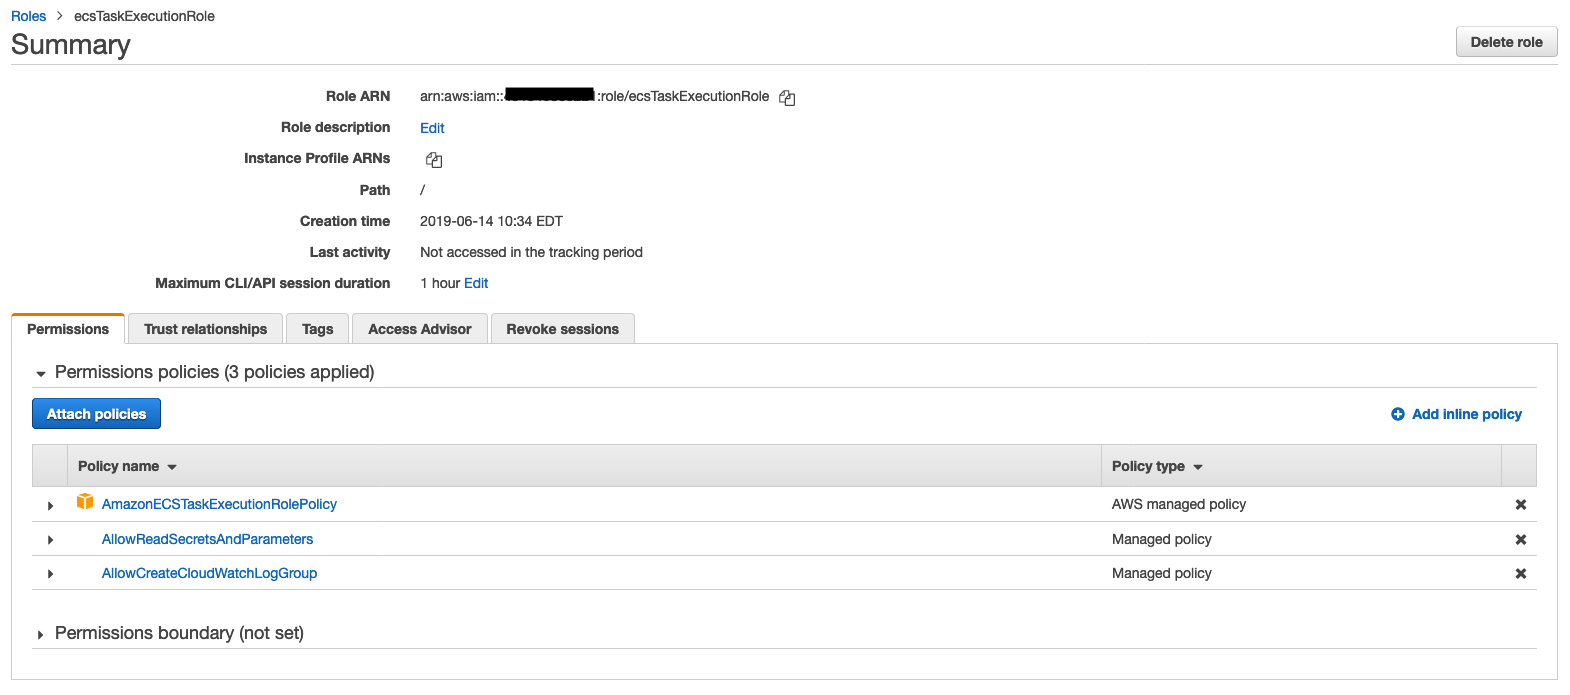 Roles > ecsTaskExecutionRole
Summary
Delete role
Role ARN arn:aws:iam:: :role/ecsTaskExecutionRole
Role description Edit
Instance Profile ARNs
Path /
Creation time 2019-06-14 10:34 EDT
Last activity Not accessed in the tracking period
Maximum CLI/API session duration 1 hour Edit
Permissions Trust relationships Tags Access Advisor Revoke sessions
Permissions policies (3 policies applied)
Attach policies Add inline policy
Policy name Policy type
AmazonECSTaskExecutionRolePolicy AWS managed policy
AllowReadSecretsAndParameters Managed policy
AllowCreateCloudWatchLogGroup Managed policy
Permissions boundary (not set)